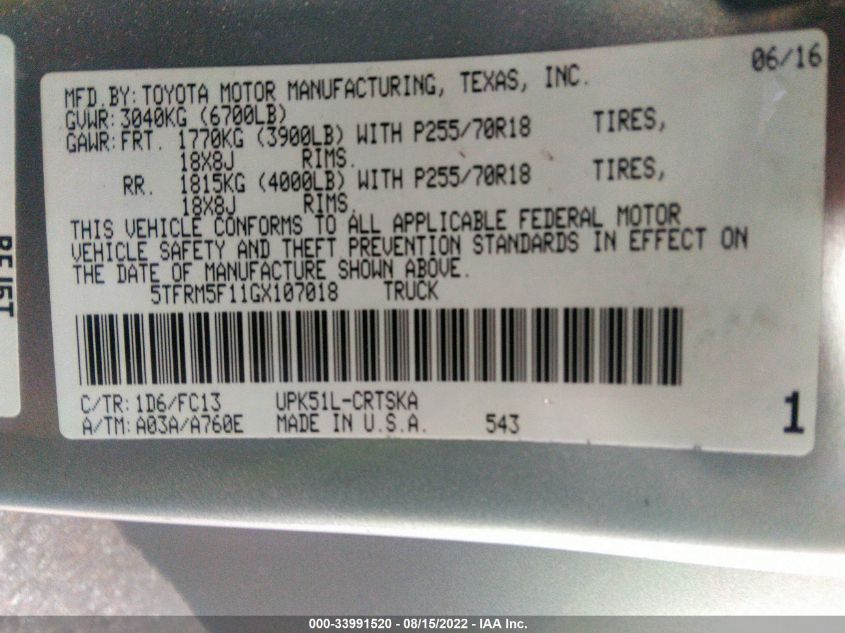 06/16
MFD.BY:TOYOTA MOTOR MANUFACTURING, TEXAS, INC.
GVWR:3040KG (6700LB)
GAWR:FRT. 1770KG (3900LB) WITH P255/70R18 TIRES,
18X8J RIMS.
RR. 1815KG (4000LB) WITH P255/70R18 TIRES,
18X8J RIMS.
THIS VEHICLE CONFORMS TO ALL APPLICABLE FEDERAL MOTOR
VEHICLE SAFETY AND THEFT PREVENTION STANDARDS IN EFFECT ON
THE DATE OF MANUFACTURE SHOWN ABOVE.
5TFRM5F11GX107018 TRUCK
C/TR:1D6/FC13 UPK51L-CRTSKA
A/TM:A03A/A760E MADE IN U.S.A. 543 1
000-33991520 - 08/15/2022 - IAA Inc.